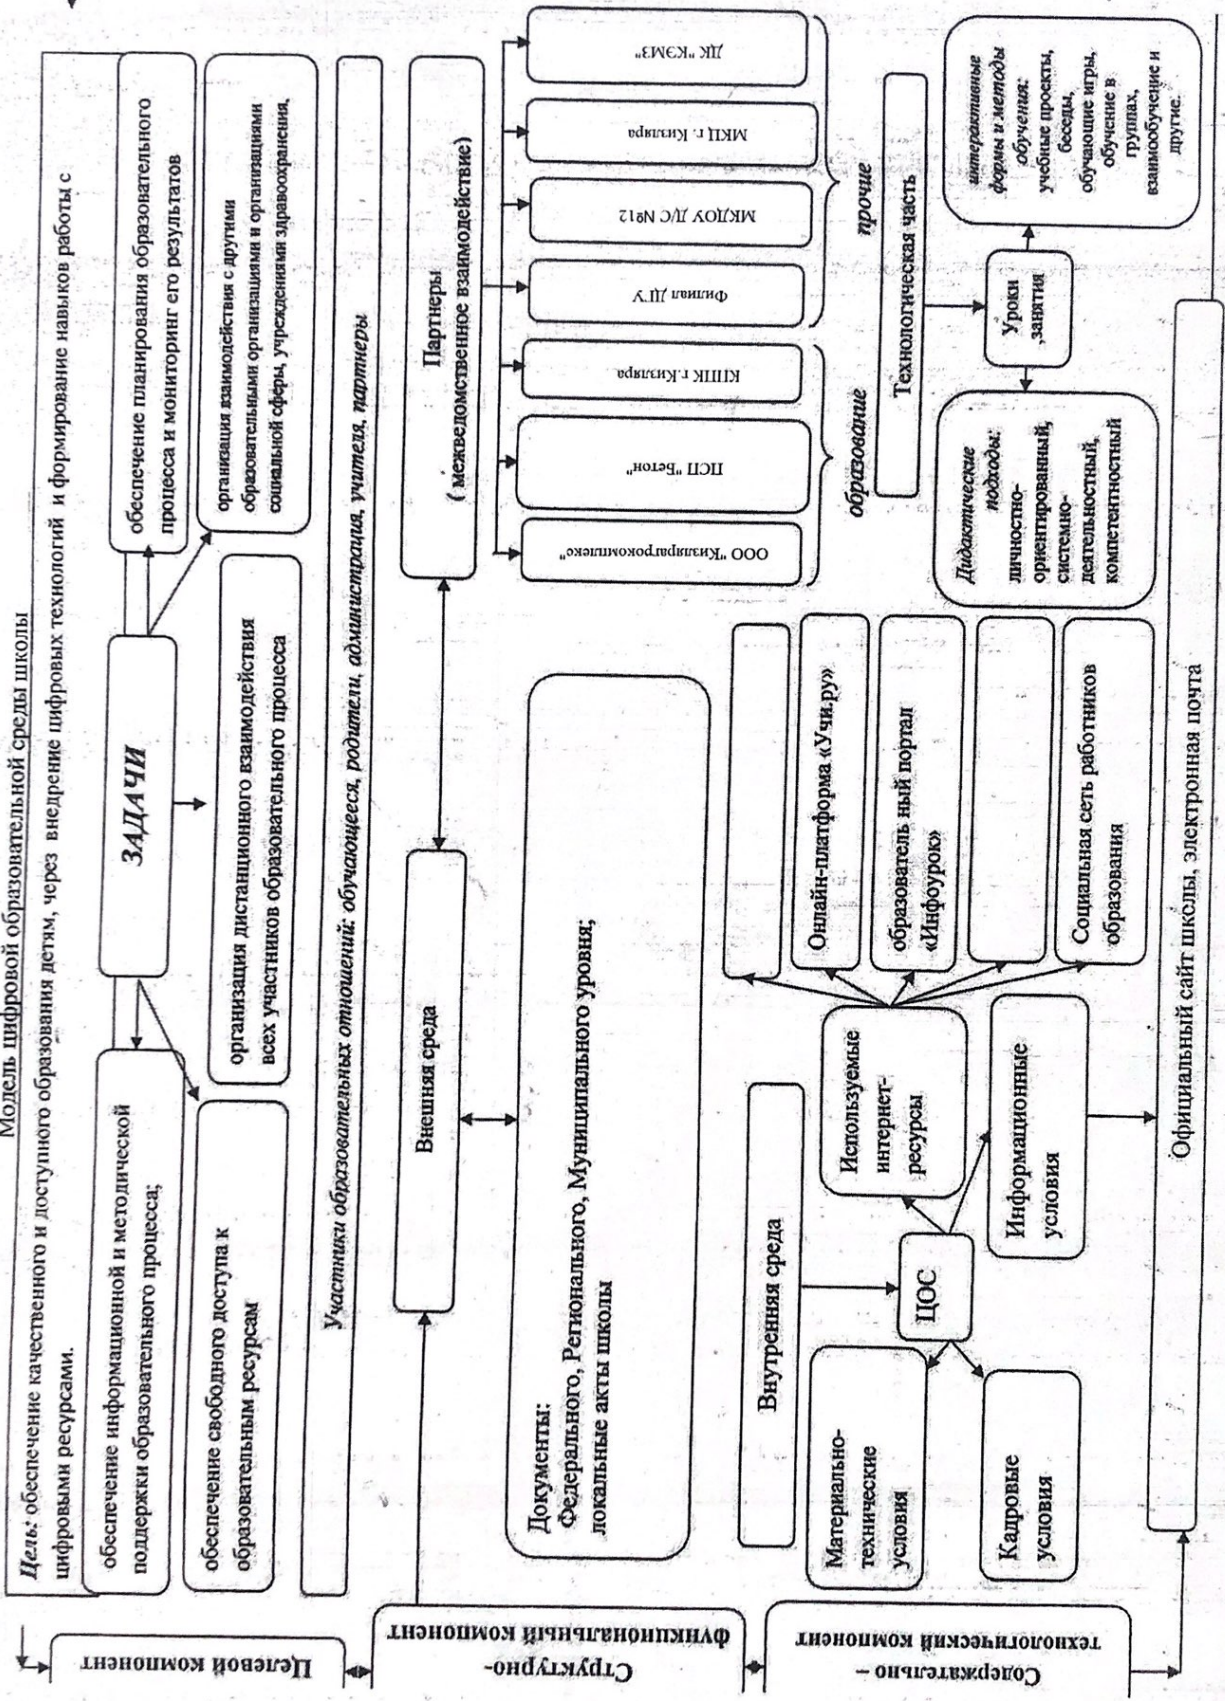 Модель цифровой образовательной среды школы
Цель: обеспечение качественного и доступного образования детям, через внедрение цифровых технологий и формирование навыков работы с
цифровыми ресурсами.
Целевой компонент
ЗАДАЧИ
обеспечение информационной и методической
поддержки образовательного процесса;
обеспечение свободного доступа к
образовательным ресурсам
организация дистанционного взаимодействия
всех участников образовательного процесса
обеспечение планирования образовательного
процесса и мониторинг его результатов
организация взаимодействия с другими
образовательными организациями и организациями
социальной сферы, учреждениями здравоохранения,
Участники образовательных отношений: обучающееся, родители, администрация, учителя, партнеры
Структурно-
функциональный компонент
Внешняя среда
Партнеры
( межведомственное взаимодействие)
Документы:
Федерального, Регионального, Муниципального уровня;
локальные акты школы
ООО "Кизлярагрокомплекс"
ПСП "Бетон"
КППК г.Кизляра
Филиал ДГУ
МКДОУ Д/С №12
МКЦ г. Кизляра
ДК "КЭМЗ"
образование
прочие
Содержательно –
технологический компонент
Внутренняя среда
ЦОС
Материально-
технические
условия
Кадровые
условия
Используемые
интернет-
ресурсы
Информационные
условия
Онлайн-платформа «Учи.ру»
образователь ный портал
«Инфоурок»
Социальная сеть работников
образования
Технологическая часть
Уроки
,занятия
Дидактические
подходы:
личностно-
ориентированный,
системно-
деятельностный,
компетентностный
интерактивные
формы и методы
обучения:
учебные проекты,
беседы,
обучающие игры,
обучение в
группах,
взаимообучение и
другие.
Официальный сайт школы, электронная почта